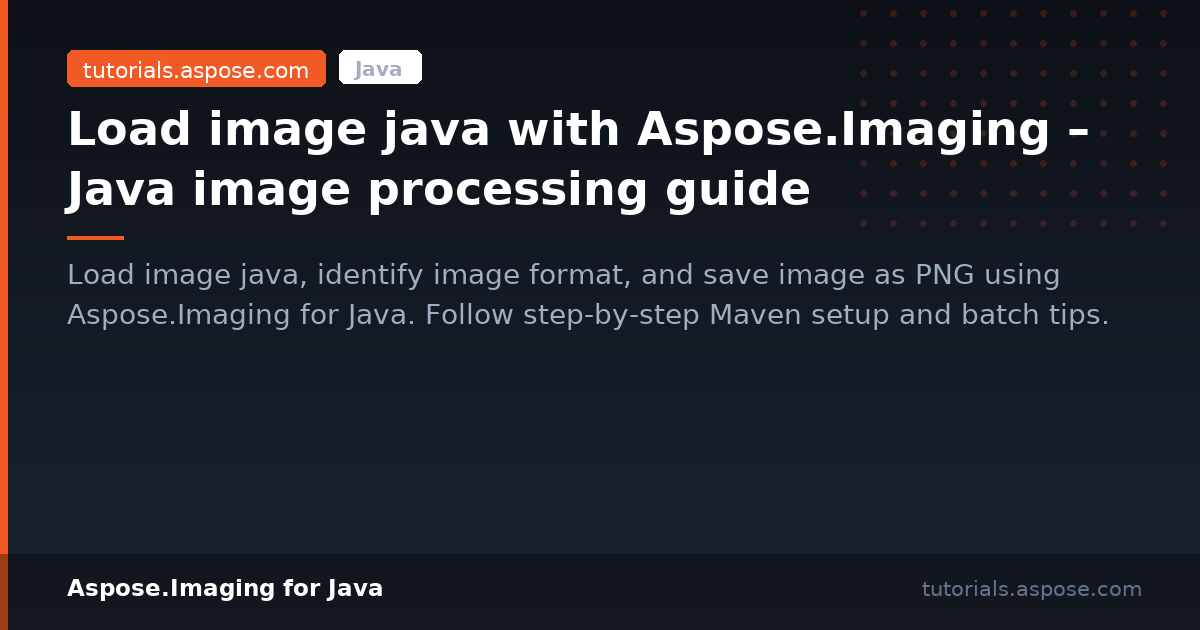 tutorials.aspose.com
Java
Load image java with Aspose.Imaging –
Java image processing guide
Load image java, identify image format, and save image as PNG using
Aspose.Imaging for Java. Follow step-by-step Maven setup and batch tips.
Aspose.Imaging for Java
tutorials.aspose.com